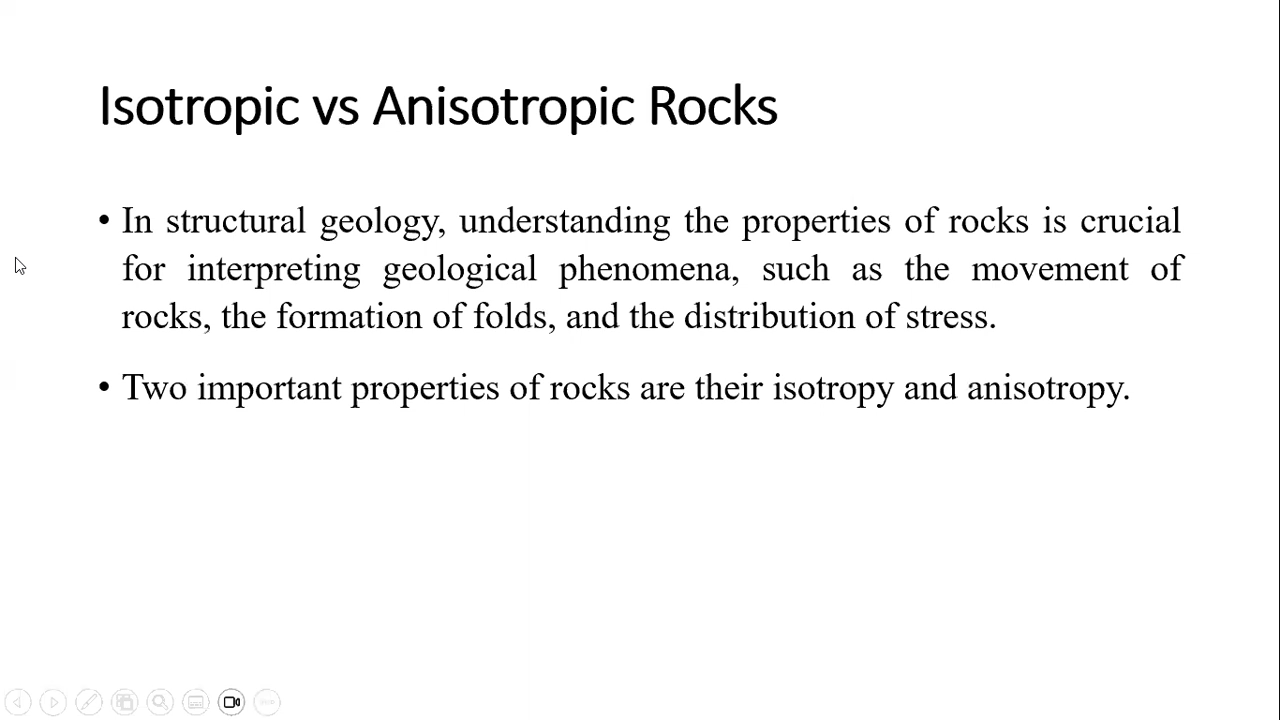 Isotropic vs Anisotropic Rocks
• In structural geology, understanding the properties of rocks is crucial
for interpreting geological phenomena, such as the movement of
rocks, the formation of folds, and the distribution of stress.
• Two important properties of rocks are their isotropy and anisotropy.